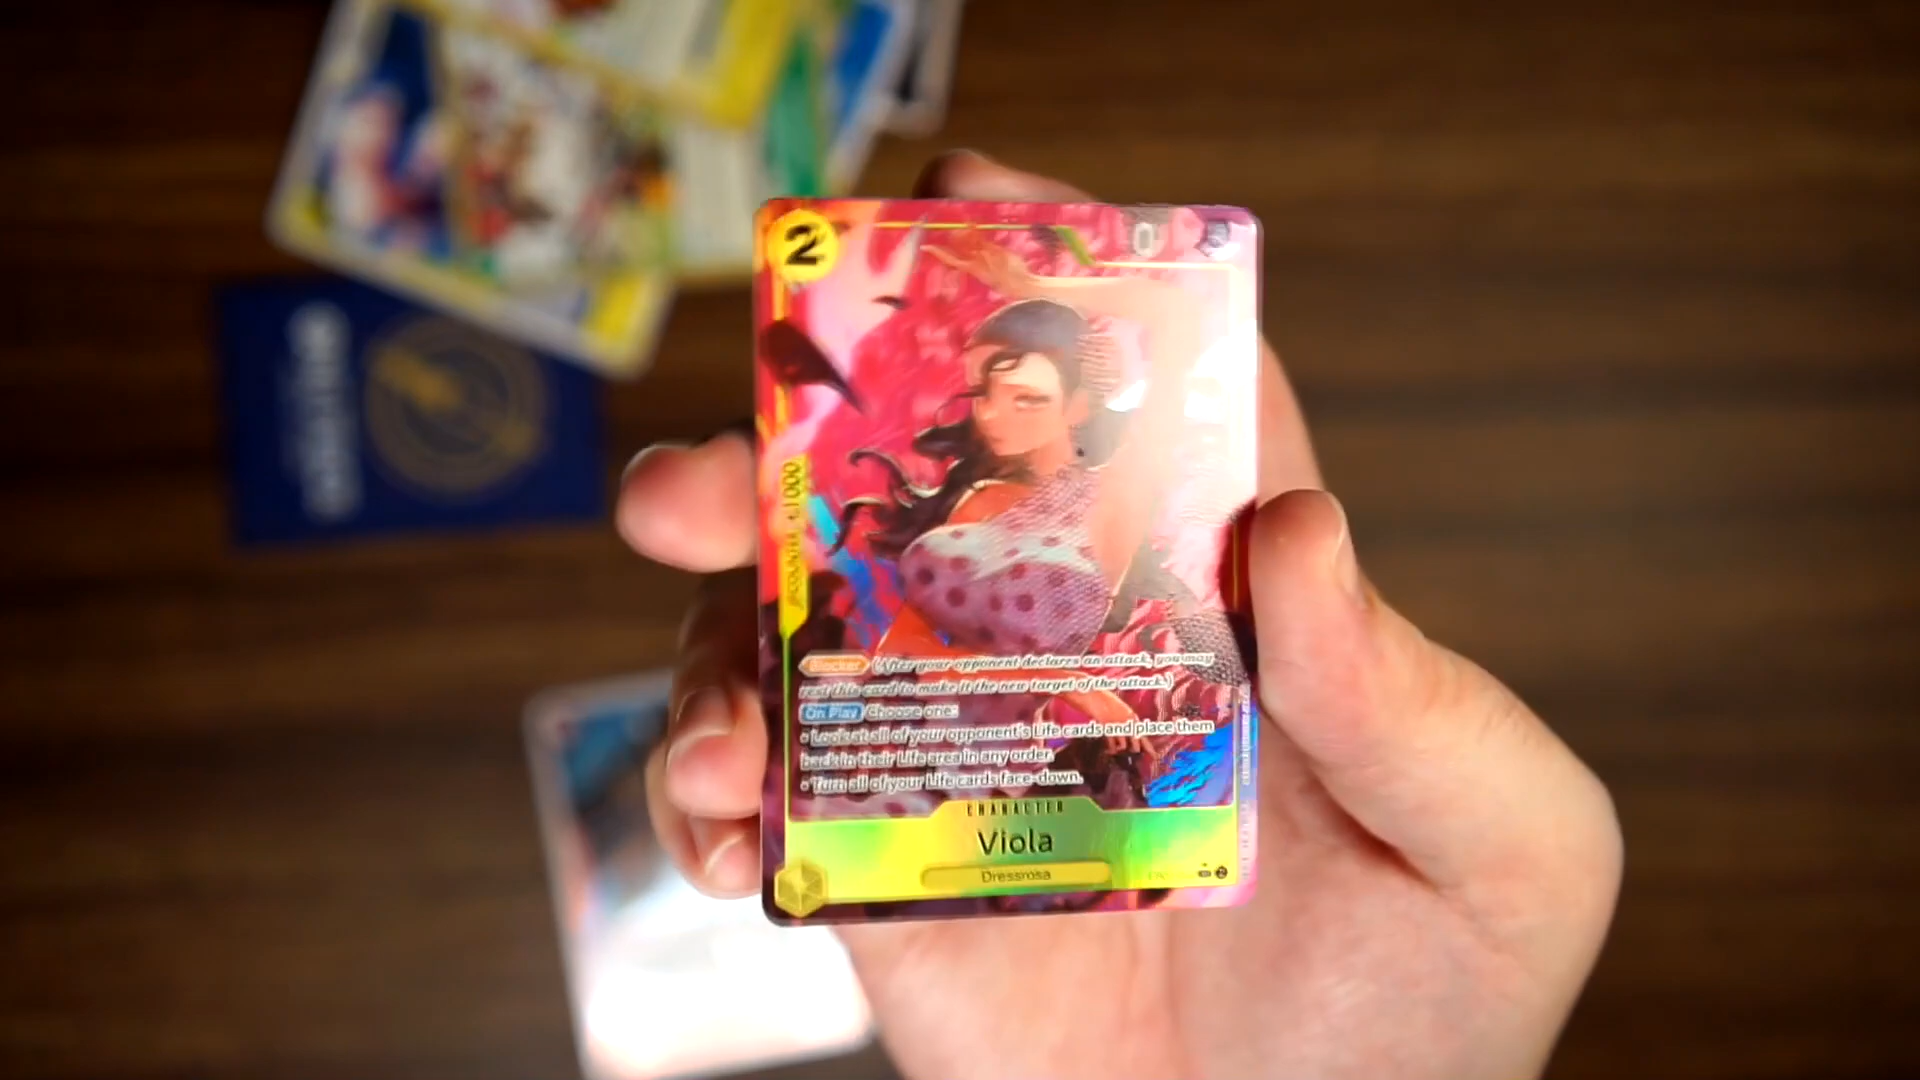 2
0
COUNTER +1000
Blocker (After your opponent declares an attack, you may
rest this card to make it the new target of the attack.)
On Play Choose one:
• Look at all of your opponent's Life cards and place them
back in their Life area in any order.
• Turn all of your Life cards face-down.
CHARACTER
Viola
Dressrosa
2